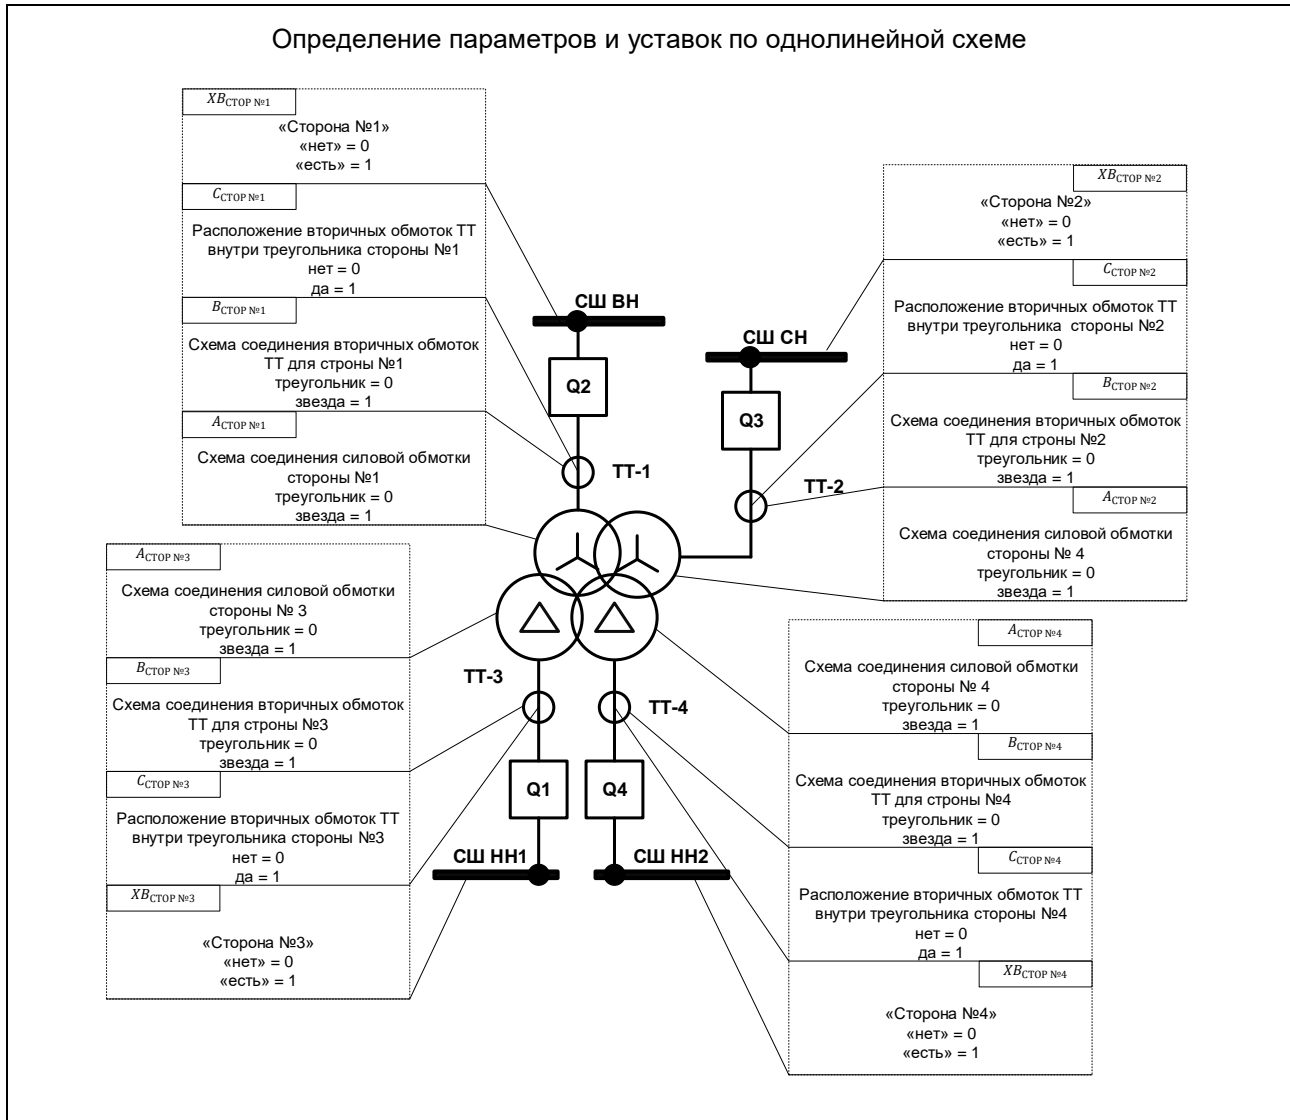 Определение параметров и уставок по однолинейной схеме
XВСТОР №1
«Сторона №1»
«нет» = 0
«есть» = 1
CСТОР №1
Расположение вторичных обмоток ТТ
внутри треугольника стороны №1
нет = 0
да = 1
BСТОР №1
Схема соединения вторичных обмоток
ТТ для строны №1
треугольник = 0
звезда = 1
AСТОР №1
Схема соединения силовой обмотки
стороны №1
треугольник = 0
звезда = 1
XВСТОР №2
«Сторона №2»
«нет» = 0
«есть» = 1
CСТОР №2
Расположение вторичных обмоток ТТ
внутри треугольника стороны №2
нет = 0
да = 1
BСТОР №2
Схема соединения вторичных обмоток
ТТ для строны №2
треугольник = 0
звезда = 1
AСТОР №2
Схема соединения силовой обмотки
стороны № 4
треугольник = 0
звезда = 1
СШ ВН
Q2
ТТ-1
СШ СН
Q3
ТТ-2
AСТОР №3
Схема соединения силовой обмотки
стороны № 3
треугольник = 0
звезда = 1
BСТОР №3
Схема соединения вторичных обмоток
ТТ для строны №3
треугольник = 0
звезда = 1
CСТОР №3
Расположение вторичных обмоток ТТ
внутри треугольника стороны №3
нет = 0
да = 1
XВСТОР №3
«Сторона №3»
«нет» = 0
«есть» = 1
ТТ-3
ТТ-4
Q1
Q4
СШ НН1
СШ НН2
AСТОР №4
Схема соединения силовой обмотки
стороны № 4
треугольник = 0
звезда = 1
BСТОР №4
Схема соединения вторичных обмоток
ТТ для строны №4
треугольник = 0
звезда = 1
CСТОР №4
Расположение вторичных обмоток ТТ
внутри треугольника стороны №4
нет = 0
да = 1
XВСТОР №4
«Сторона №4»
«нет» = 0
«есть» = 1